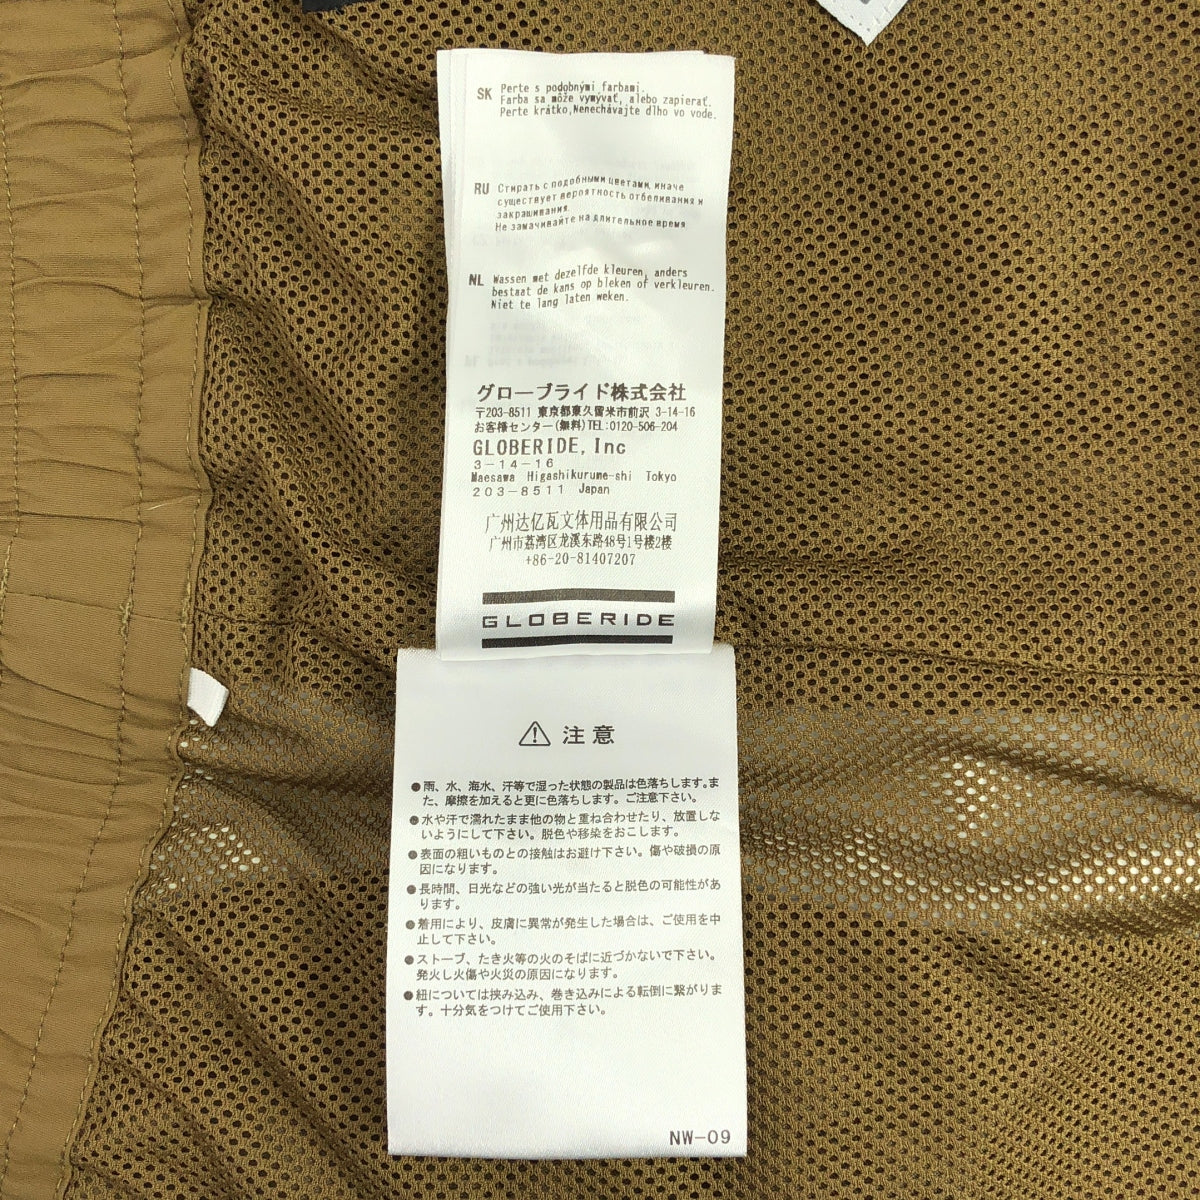 SK Perte s podobnými farbami.
Farba sa môže vymývať, alebo zapierať.
Perte krátko,Nenechávajte dlho vo vode.
RU Стирать с подобными цветами, иначе
существует вероятность отбеливания и
закрашивания.
Не замачивайте на длительное время
NL Wassen met dezelfde kleuren, anders
bestaat de kans op bleken of verkleuren.
Niet te lang laten weken.
グローブライド株式会社
〒203-8511 東京都東久留米市前沢 3-14-16
お客様センター(無料)TEL:0120-506-204
GLOBERIDE, Inc
3-14-16
Maesawa Higashikurume-shi Tokyo
203-8511 Japan
广州达亿瓦文体用品有限公司
广州市荔湾区龙溪东路48号1号楼2楼
+86-20-81407207
GLOBERIDE
⚠ 注意
●雨、水、海水、汗等で湿った状態の製品は色落ちします。ま
た、摩擦を加えると更に色落ちします。ご注意下さい。
●水や汗で濡れたまま他の物と重ね合わせたり、放置しな
いようにして下さい。脱色や移染をおこします。
●表面の粗いものとの接触はお避け下さい。傷や破損の原
因になります。
●長時間、日光などの強い光が当たると脱色の可能性があ
ります。
●着用により、皮膚に異常が発生した場合は、ご使用を中
止して下さい。
●ストーブ、たき火等の火のそばに近づかないで下さい。
発火し火傷や火災の原因になります。
●紐については挟み込み、巻き込みによる転倒に繋がりま
す。十分気をつけてご使用下さい。
NW-09